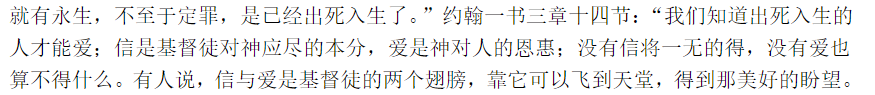 就有永生，不至于定罪，是已经出死入生了。”约翰一书三章十四节：“我们知道出死入生的
人才能爱；信是基督徒对神应尽的本分，爱是神对人的恩惠；没有信将一无的得，没有爱也
算不得什么。有人说，信与爱是基督徒的两个翅膀，靠它可以飞到天堂，得到那美好的盼望。